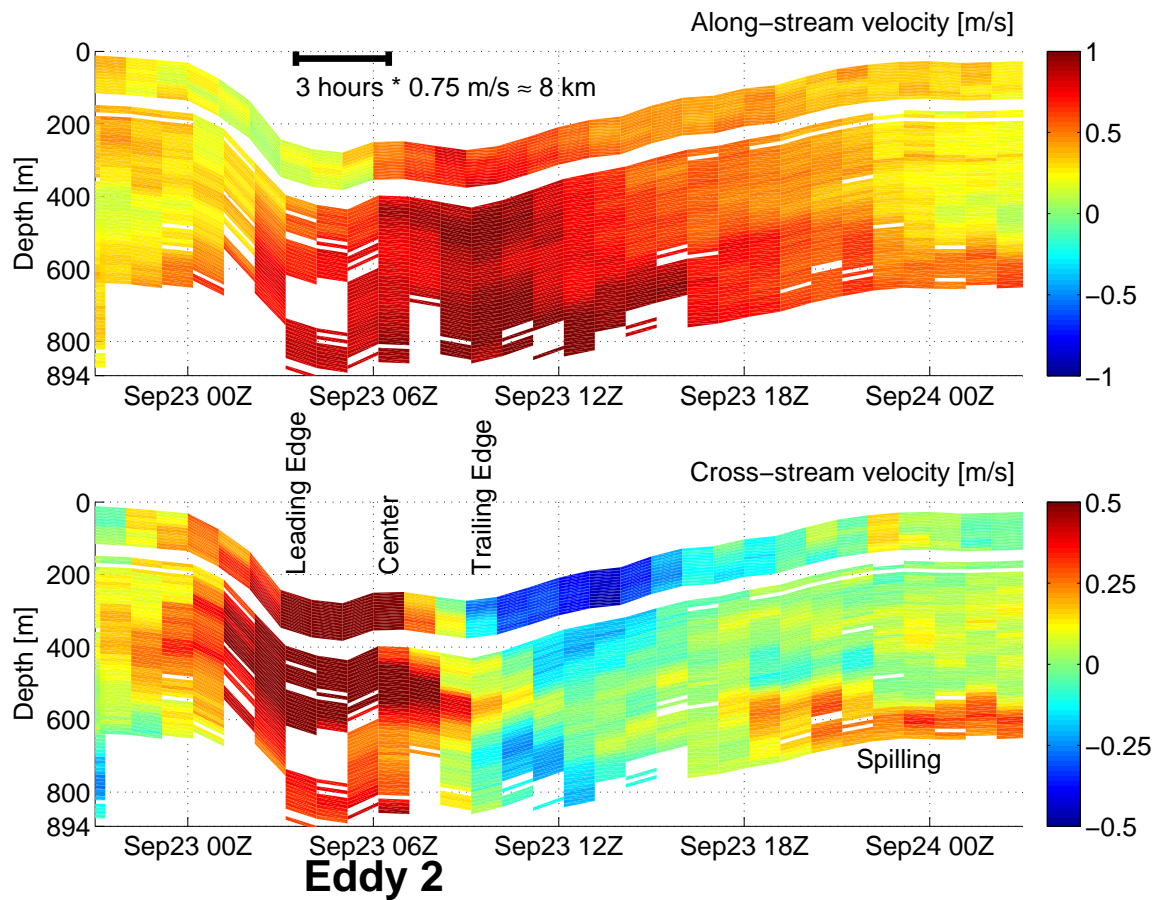 Along−stream velocity [m/s]
0
200
400
600
800
894
Depth [m]
3 hours * 0.75 m/s ≈ 8 km
1
0.5
0
−0.5
−1
Sep23 00Z
Sep23 06Z
Sep23 12Z
Sep23 18Z
Sep24 00Z
Leading Edge
Center
Trailing Edge
Cross−stream velocity [m/s]
0
200
400
600
800
894
Depth [m]
0.5
0.25
0
−0.25
−0.5
Spilling
Sep23 00Z
Sep23 06Z
Sep23 12Z
Sep23 18Z
Sep24 00Z
Eddy 2